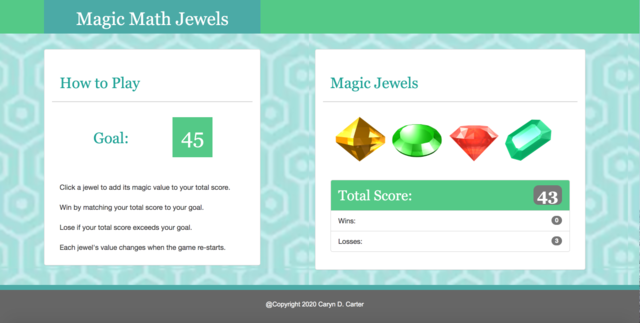 Magic Math Jewels
How to Play
Goal: 45
Click a jewel to add its magic value to your total score.
Win by matching your total score to your goal.
Lose if your total score exceeds your goal.
Each jewel's value changes when the game re-starts.
Magic Jewels
Total Score: 43
Wins: 0
Losses: 3
@Copyright 2020 Caryn D. Carter